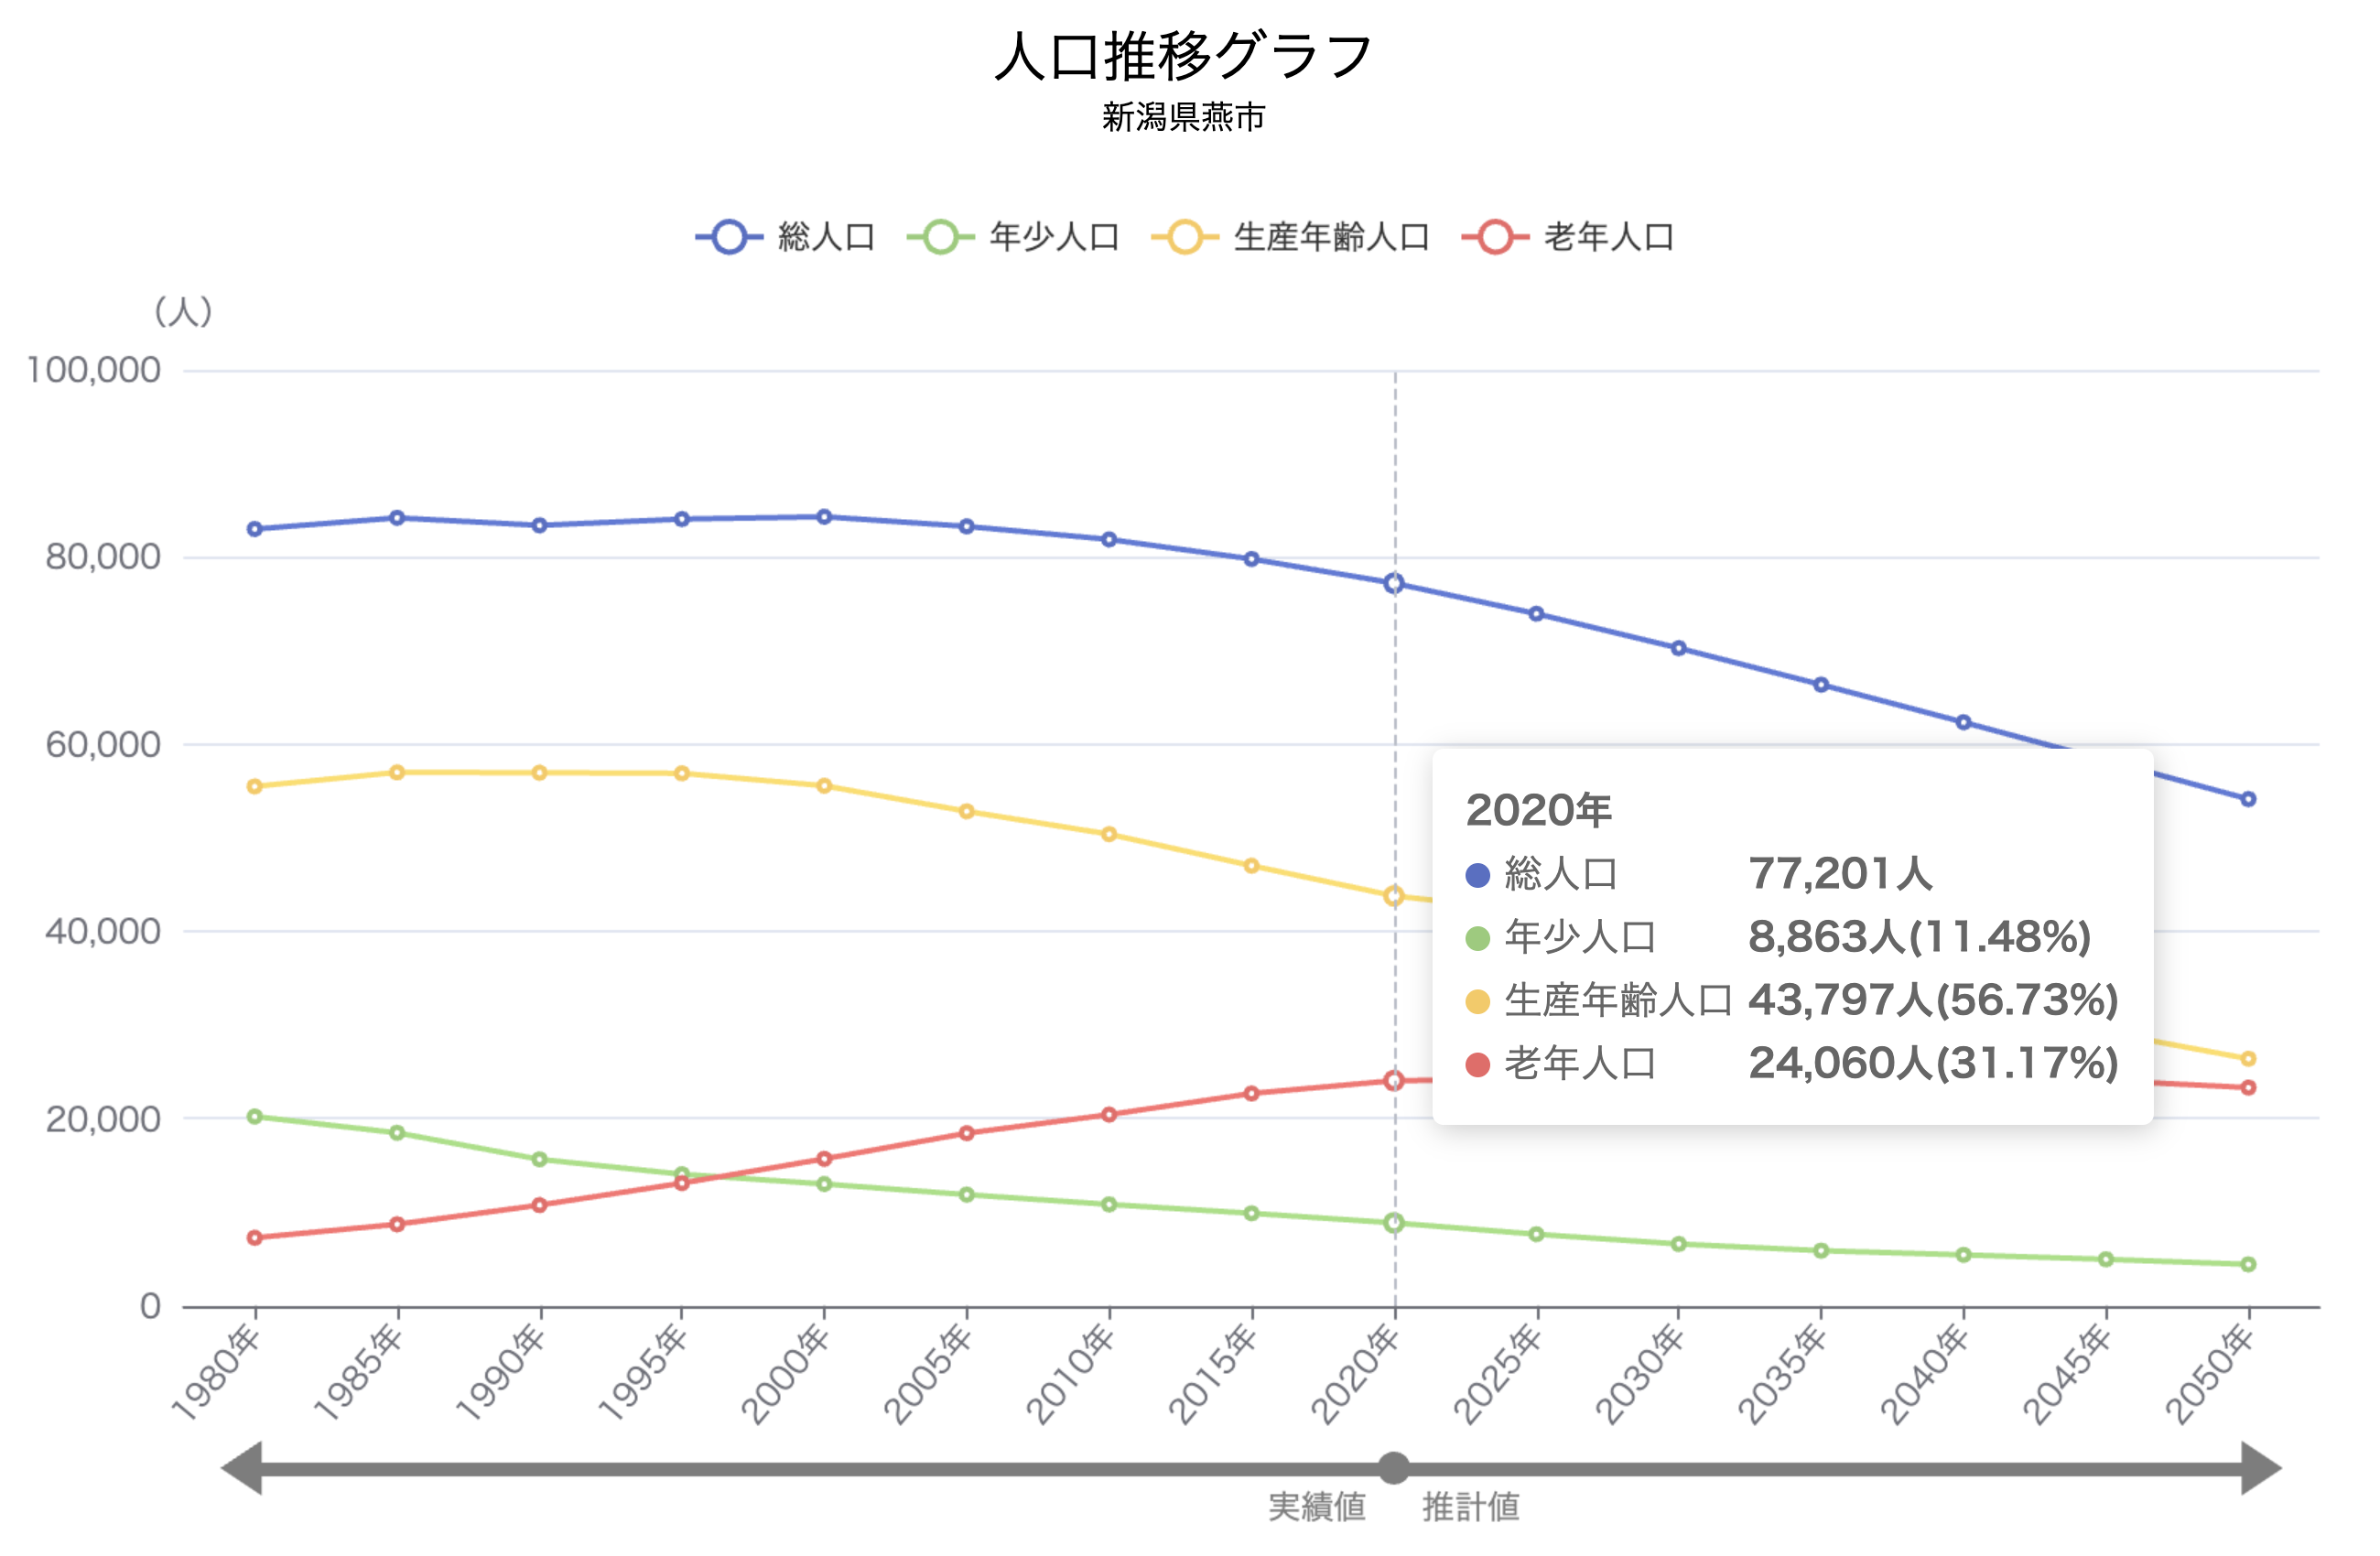 人口推移グラフ
新潟県燕市
総人口 年少人口 生産年齢人口 老年人口
（人）
100,000
80,000
60,000
40,000
20,000
0
2020年
総人口 77,201人
年少人口 8,863人(11.48%)
生産年齢人口 43,797人(56.73%)
老年人口 24,060人(31.17%)
1980年 1985年 1990年 1995年 2000年 2005年 2010年 2015年 2020年 2025年 2030年 2035年 2040年 2045年 2050年
実績値 推計値